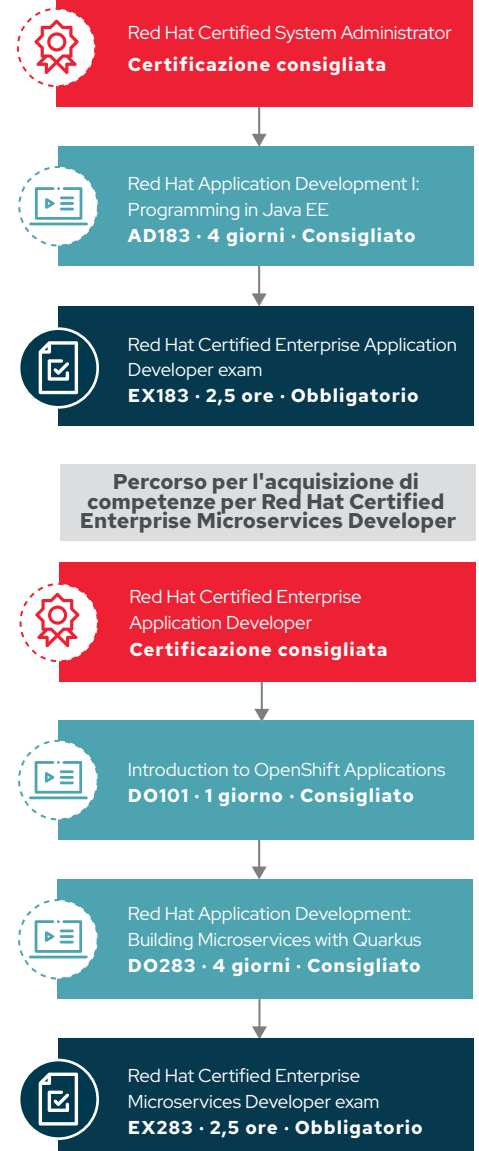 Red Hat Certified System Administrator
Certificazione consigliata
Red Hat Application Development I:
Programming in Java EE
AD183 · 4 giorni · Consigliato
Red Hat Certified Enterprise Application
Developer exam
EX183 · 2,5 ore · Obbligatorio
Percorso per l'acquisizione di
competenze per Red Hat Certified
Enterprise Microservices Developer
Red Hat Certified Enterprise
Application Developer
Certificazione consigliata
Introduction to OpenShift Applications
DO101 · 1 giorno · Consigliato
Red Hat Application Development:
Building Microservices with Quarkus
DO283 · 4 giorni · Consigliato
Red Hat Certified Enterprise
Microservices Developer exam
EX283 · 2,5 ore · Obbligatorio